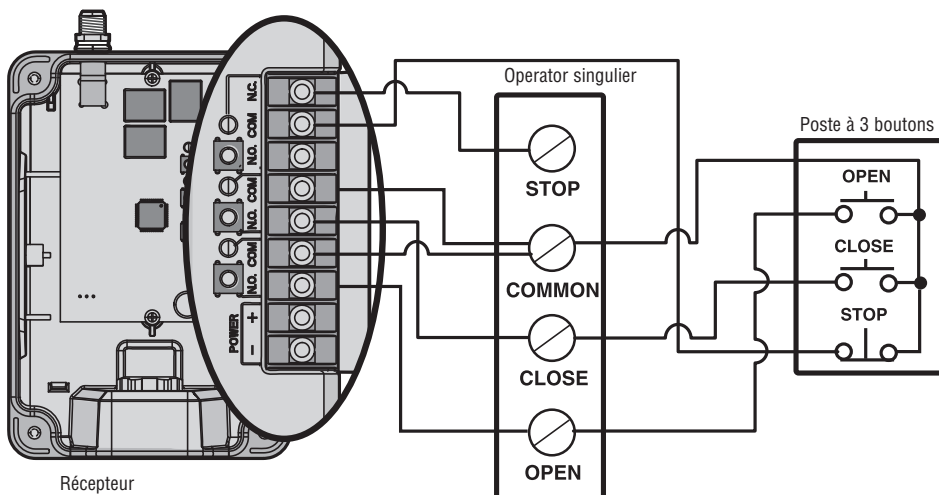 Operator singulier
Poste à 3 boutons
N.C.
COM
N.O.
COM
N.O.
COM
N.O.
+
POWER
–
STOP
COMMON
CLOSE
OPEN
OPEN
CLOSE
STOP
Récepteur